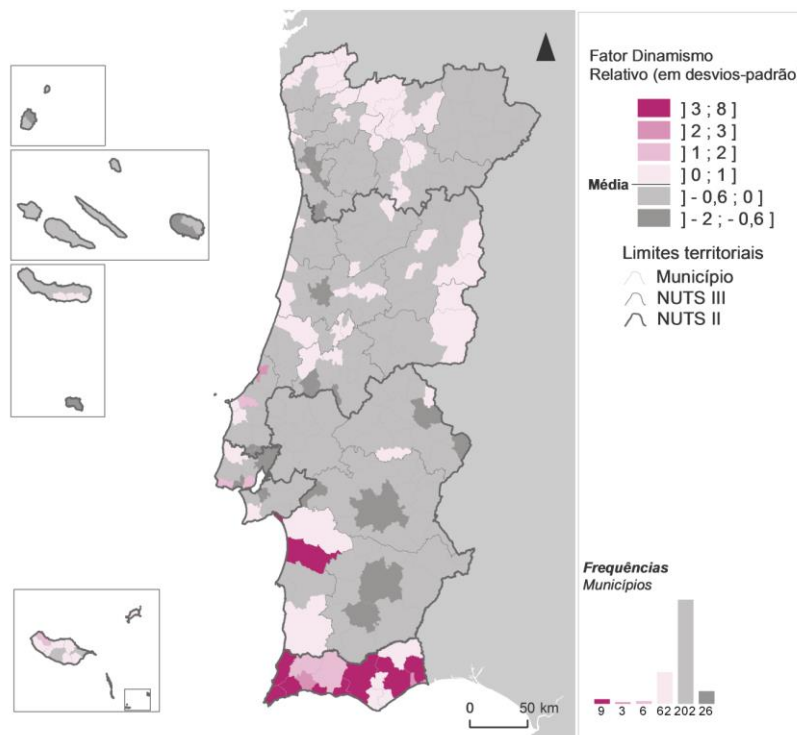 Fator Dinamismo
Relativo (em desvios-padrão
] 3 ; 8 ]
] 2 ; 3 ]
] 1 ; 2 ]
] 0 ; 1 ]
Média
] - 0,6 ; 0 ]
] - 2 ; -0,6 ]
Limites territoriais
Município
NUTS III
NUTS II
Frequências
Municípios
9 3 6 62 202 26
0 50 km